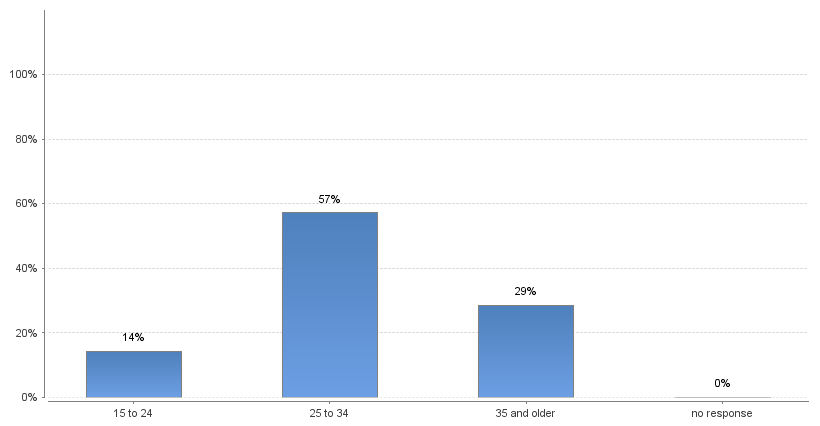 100%
80%
60%
40%
20%
0%
14%
57%
29%
0%
15 to 24
25 to 34
35 and older
no response